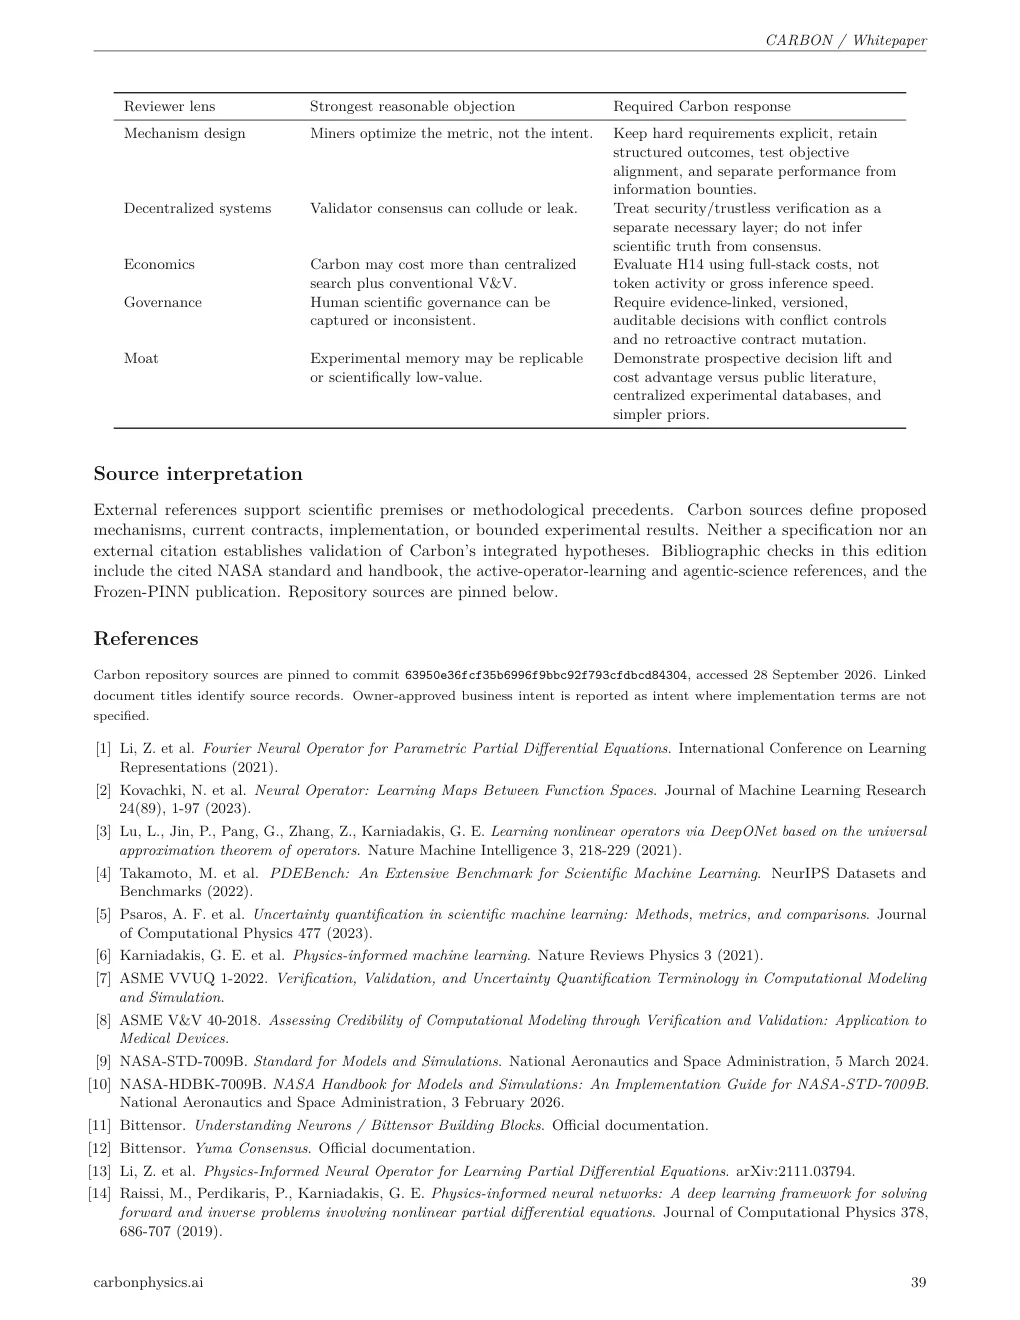 CARBON / Whitepaper
Reviewer lens Strongest reasonable objection Required Carbon response
Mechanism design Miners optimize the metric, not the intent. Keep hard requirements explicit, retain
structured outcomes, test objective
alignment, and separate performance from
information bounties.
Decentralized systems Validator consensus can collude or leak. Treat security/trustless verification as a
separate necessary layer; do not infer
scientific truth from consensus.
Economics Carbon may cost more than centralized Evaluate H14 using full-stack costs, not
search plus conventional V&V. token activity or gross inference speed.
Governance Human scientific governance can be Require evidence-linked, versioned,
captured or inconsistent. auditable decisions with conflict controls
and no retroactive contract mutation.
Moat Experimental memory may be replicable Demonstrate prospective decision lift and
or scientifically low-value. cost advantage versus public literature,
centralized experimental databases, and
simpler priors.
Source interpretation
External references support scientific premises or methodological precedents. Carbon sources define proposed
mechanisms, current contracts, implementation, or bounded experimental results. Neither a specification nor an
external citation establishes validation of Carbon's integrated hypotheses. Bibliographic checks in this edition
include the cited NASA standard and handbook, the active-operator-learning and agentic-science references, and the
Frozen-PINN publication. Repository sources are pinned below.
References
Carbon repository sources are pinned to commit 63950e36fcf35b6996f9bbc92f793cfdbcd84304, accessed 28 September 2026. Linked
document titles identify source records. Owner-approved business intent is reported as intent where implementation terms are not
specified.
[1] Li, Z. et al. Fourier Neural Operator for Parametric Partial Differential Equations. International Conference on Learning
Representations (2021).
[2] Kovachki, N. et al. Neural Operator: Learning Maps Between Function Spaces. Journal of Machine Learning Research
24(89), 1-97 (2023).
[3] Lu, L., Jin, P., Pang, G., Zhang, Z., Karniadakis, G. E. Learning nonlinear operators via DeepONet based on the universal
approximation theorem of operators. Nature Machine Intelligence 3, 218-229 (2021).
[4] Takamoto, M. et al. PDEBench: An Extensive Benchmark for Scientific Machine Learning. NeurIPS Datasets and
Benchmarks (2022).
[5] Psaros, A. F. et al. Uncertainty quantification in scientific machine learning: Methods, metrics, and comparisons. Journal
of Computational Physics 477 (2023).
[6] Karniadakis, G. E. et al. Physics-informed machine learning. Nature Reviews Physics 3 (2021).
[7] ASME VVUQ 1-2022. Verification, Validation, and Uncertainty Quantification Terminology in Computational Modeling
and Simulation.
[8] ASME V&V 40-2018. Assessing Credibility of Computational Modeling through Verification and Validation: Application to
Medical Devices.
[9] NASA-STD-7009B. Standard for Models and Simulations. National Aeronautics and Space Administration, 5 March 2024.
[10] NASA-HDBK-7009B. NASA Handbook for Models and Simulations: An Implementation Guide for NASA-STD-7009B.
National Aeronautics and Space Administration, 3 February 2026.
[11] Bittensor. Understanding Neurons / Bittensor Building Blocks. Official documentation.
[12] Bittensor. Yuma Consensus. Official documentation.
[13] Li, Z. et al. Physics-Informed Neural Operator for Learning Partial Differential Equations. arXiv:2111.03794.
[14] Raissi, M., Perdikaris, P., Karniadakis, G. E. Physics-informed neural networks: A deep learning framework for solving
forward and inverse problems involving nonlinear partial differential equations. Journal of Computational Physics 378,
686-707 (2019).
carbonphysics.ai 39